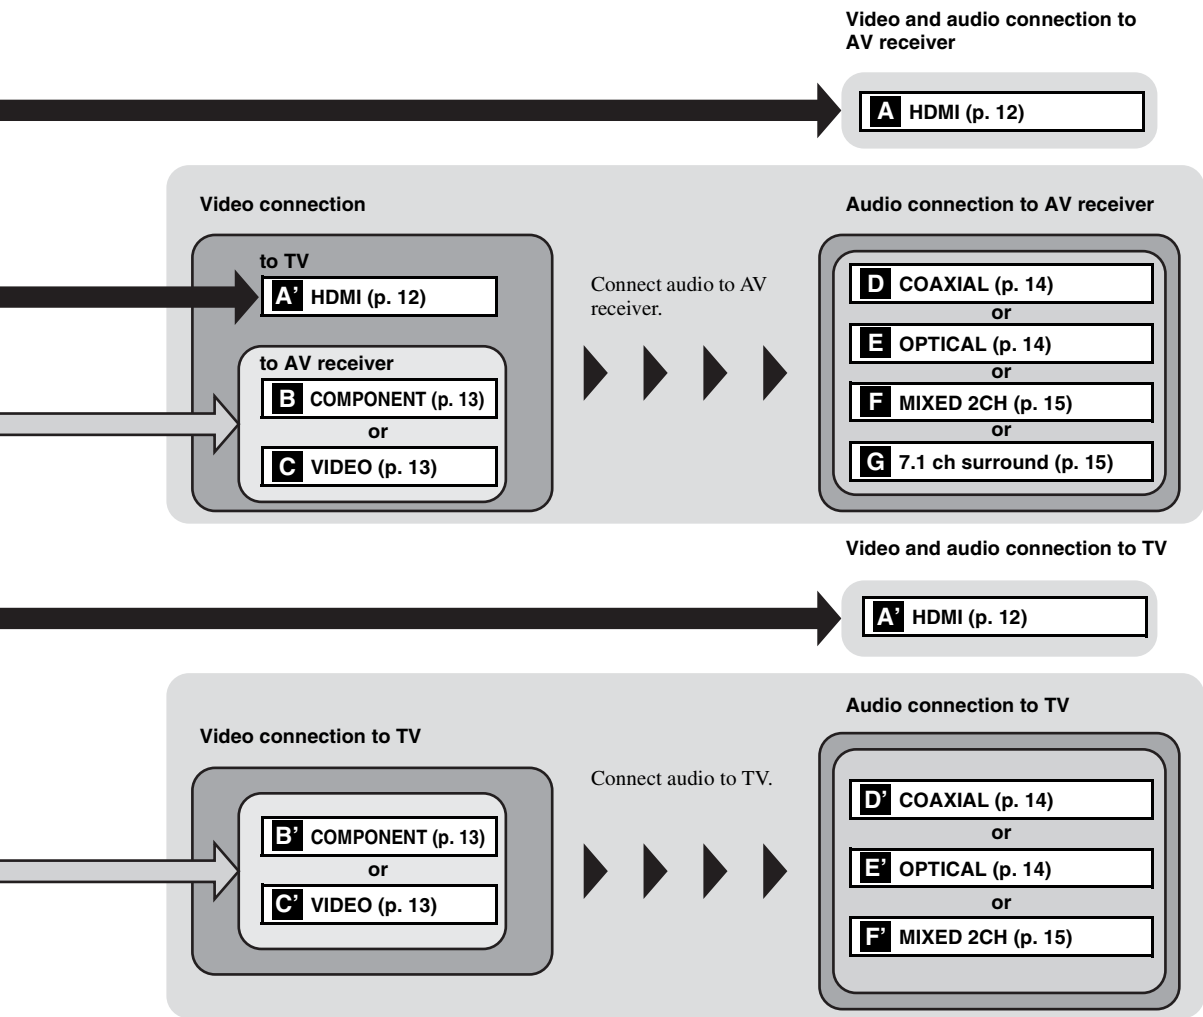 Video and audio connection to
AV receiver
A HDMI (p. 12)
Video connection
to TV
A’ HDMI (p. 12)
to AV receiver
B COMPONENT (p. 13)
or
C VIDEO (p. 13)
Connect audio to AV
receiver.
Audio connection to AV receiver
D COAXIAL (p. 14)
or
E OPTICAL (p. 14)
or
F MIXED 2CH (p. 15)
or
G 7.1 ch surround (p. 15)
Video and audio connection to TV
A’ HDMI (p. 12)
Video connection to TV
B’ COMPONENT (p. 13)
or
C’ VIDEO (p. 13)
Connect audio to TV.
Audio connection to TV
D’ COAXIAL (p. 14)
or
E’ OPTICAL (p. 14)
or
F’ MIXED 2CH (p. 15)